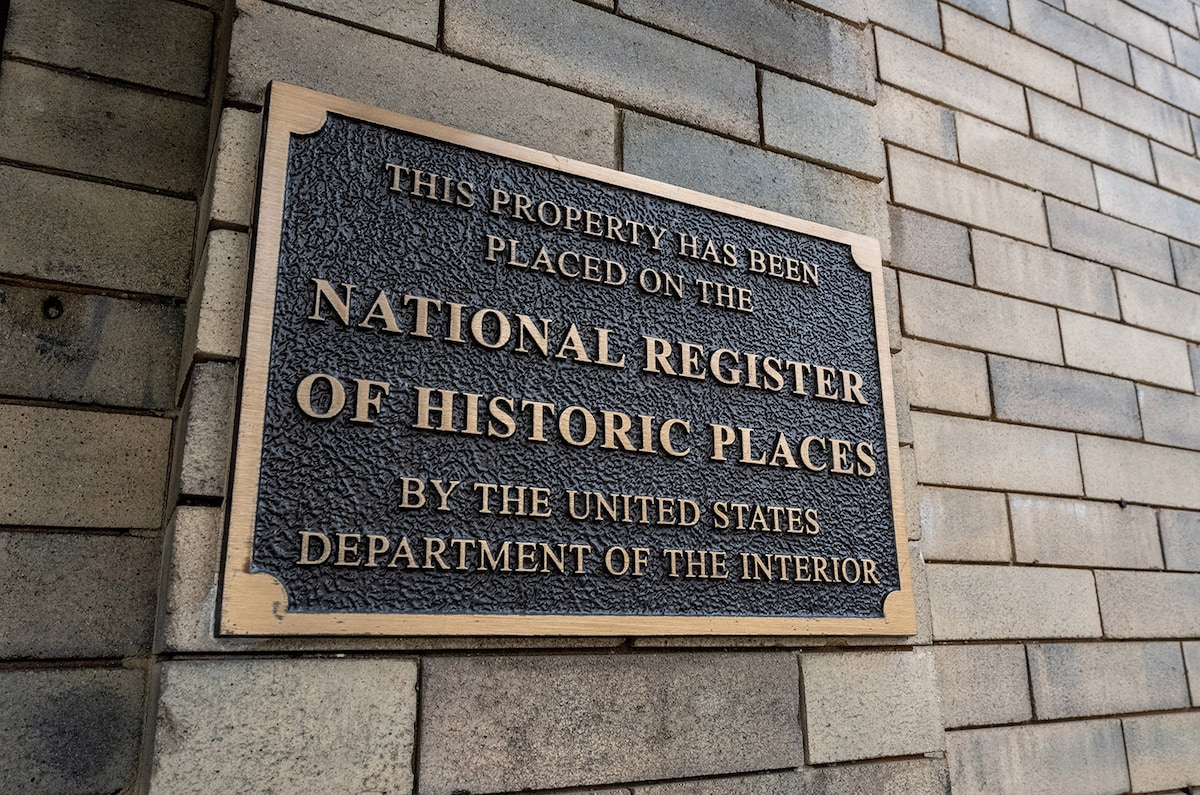 THIS PROPERTY HAS BEEN
PLACED ON THE
NATIONAL REGISTER
OF HISTORIC PLACES
BY THE UNITED STATES
DEPARTMENT OF THE INTERIOR